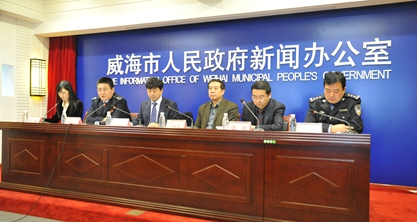 威海市人民政府新闻办公室
THE INFORMATION OFFICE OF WEIHAI MUNICIPAL PEOPLE'S GOVERNMENT